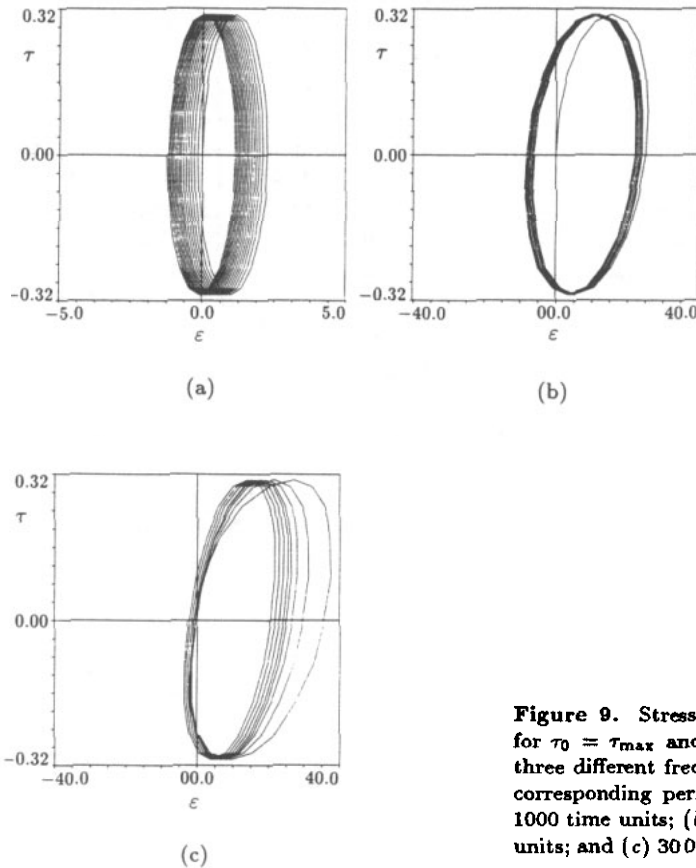 0.32
τ
0.00
−0.32
−5.0
0.0
5.0
ε
(a)
0.32
τ
0.00
−0.32
−40.0
00.0
40.0
ε
(b)
0.32
τ
0.00
−0.32
−40.0
00.0
40.0
ε
(c)
Figure 9. Stress
for τ₀ = τmax and
three different fre
corresponding per
1000 time units; (
units; and (c) 300